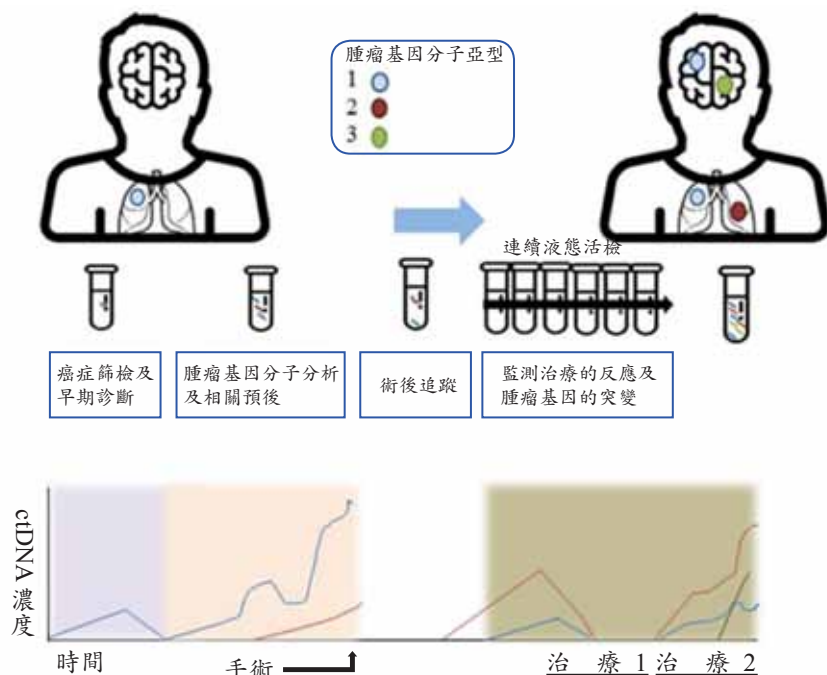 腫瘤基因分子亞型
1
2
3
連續液態活檢
癌症篩檢及
早期診斷
腫瘤基因分子分析
及相關預後
術後追蹤
監測治療的反應及
腫瘤基因的突變
ctDNA 濃度
時間
手術
治 療 1
治 療 2